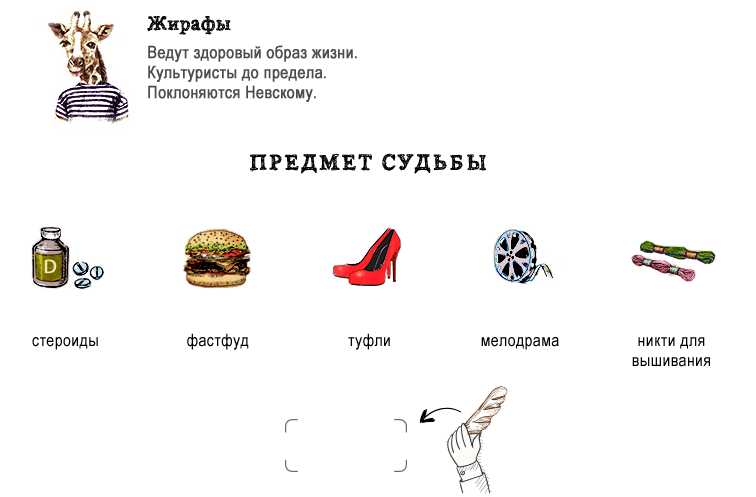 Жирафы
Ведут здоровый образ жизни.
Культуристы до предела.
Поклоняются Невскому.
ПРЕДМЕТ СУДЬБЫ
D
стероиды
фастфуд
туфли
мелодрама
никти для
вышивания